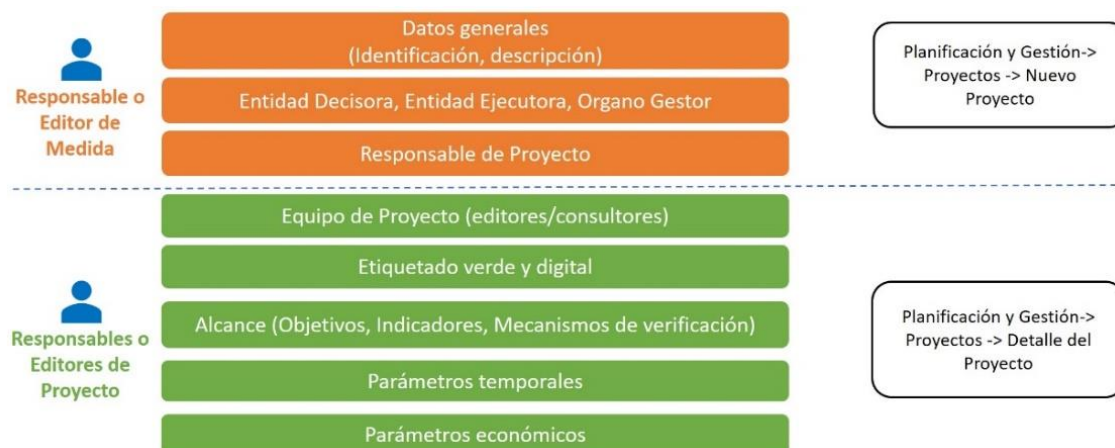 Datos generales
(Identificación, descripción)
Responsable o
Editor de
Medida
Entidad Decisora, Entidad Ejecutora, Organo Gestor
Responsable de Proyecto
Planificación y Gestión->
Proyectos -> Nuevo
Proyecto
Equipo de Proyecto (editores/consultores)
Etiquetado verde y digital
Responsables o
Editores de
Proyecto
Alcance (Objetivos, Indicadores, Mecanismos de verificación)
Parámetros temporales
Parámetros económicos
Planificación y Gestión->
Proyectos -> Detalle del
Proyecto